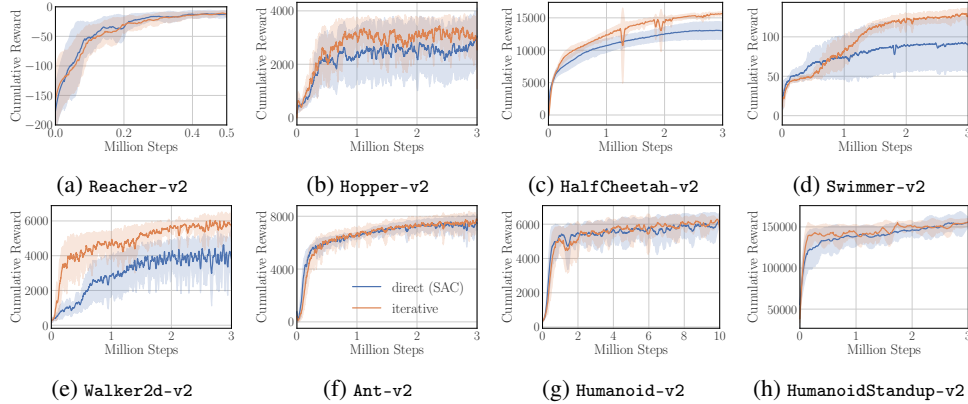 Cumulative Reward
0
−50
−100
−150
−200
0.0 0.2 0.4 0.5
Million Steps
(a) Reacher-v2
Cumulative Reward
4000
2000
0
0 1 2 3
Million Steps
(b) Hopper-v2
Cumulative Reward
15000
10000
5000
0
0 1 2 3
Million Steps
(c) HalfCheetah-v2
Cumulative Reward
100
50
0
0 1 2 3
Million Steps
(d) Swimmer-v2
Cumulative Reward
6000
4000
2000
0
0 1 2 3
Million Steps
(e) Walker2d-v2
Cumulative Reward
8000
4000
0
direct (SAC)
iterative
0 1 2 3
Million Steps
(f) Ant-v2
Cumulative Reward
6000
4000
2000
0
0 2 4 6 8 10
Million Steps
(g) Humanoid-v2
Cumulative Reward
150000
100000
50000
0 1 2 3
Million Steps
(h) HumanoidStandup-v2